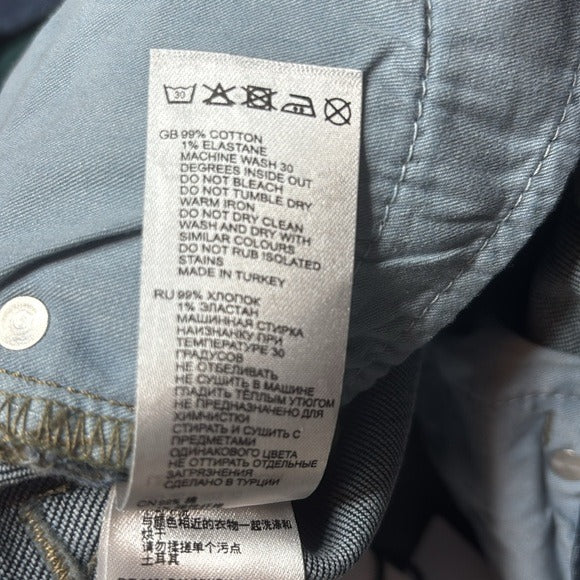 30
GB 99% COTTON
1% ELASTANE
MACHINE WASH 30
DEGREES INSIDE OUT
DO NOT BLEACH
DO NOT TUMBLE DRY
WARM IRON
DO NOT DRY CLEAN
WASH AND DRY WITH
SIMILAR COLOURS
DO NOT RUB ISOLATED
STAINS
MADE IN TURKEY
RU 99% ХЛОПОК
1% ЭЛАСТАН
МАШИННАЯ СТИРКА
НАИЗНАНКУ ПРИ
ТЕМПЕРАТУРЕ 30
ГРАДУСОВ
НЕ ОТБЕЛИВАТЬ
НЕ СУШИТЬ В МАШИНЕ
ГЛАДИТЬ ТЁПЛЫМ УТЮГОМ
НЕ ПРЕДНАЗНАЧЕНО ДЛЯ
ХИМЧИСТКИ
СТИРАТЬ И СУШИТЬ С
ПРЕДМЕТАМИ
ОДИНАКОВОГО ЦВЕТА
НЕ ОТТИРАТЬ ОТДЕЛЬНЫЕ
ЗАГРЯЗНЕНИЯ
СДЕЛАНО В ТУРЦИИ
CN 99% 棉
与颜色相近的衣物一起洗涤和
烘干
请勿搓揉单个污点
土耳其